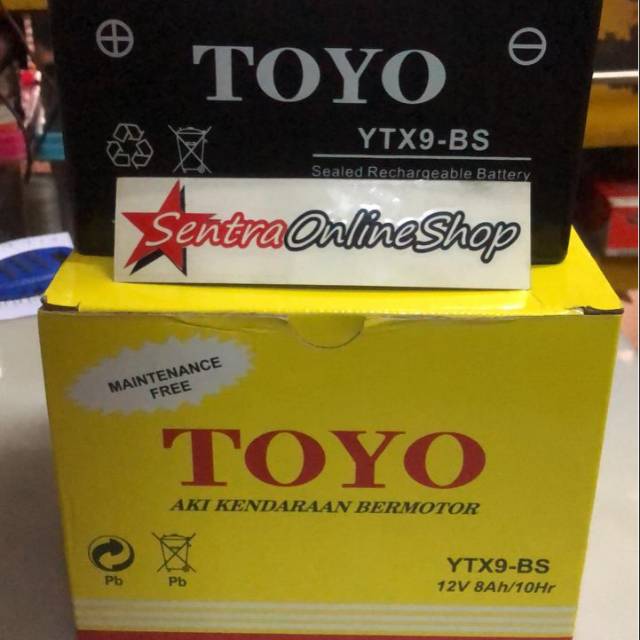 TOYO
YTX9-BS
Sealed Rechargeable Battery
SentraOnlineShop
MAINTENANCE
FREE
TOYO
AKI KENDARAAN BERMOTOR
Pb
Pb
YTX9-BS
12V 8Ah/10Hr